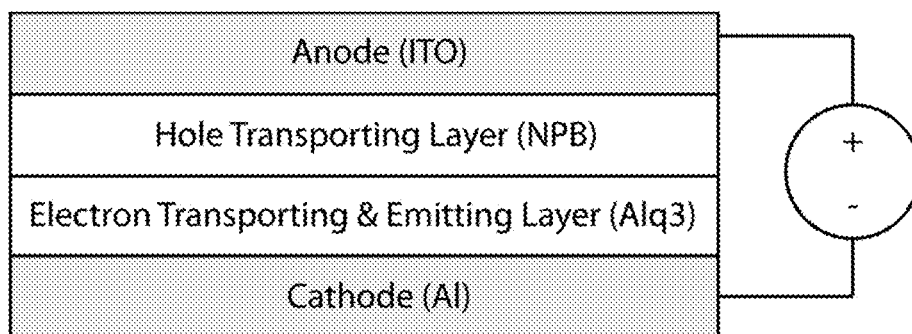 Anode (ITO)
Hole Transporting Layer (NPB)
+
Electron Transporting & Emitting Layer (Alq3)
-
Cathode (Al)